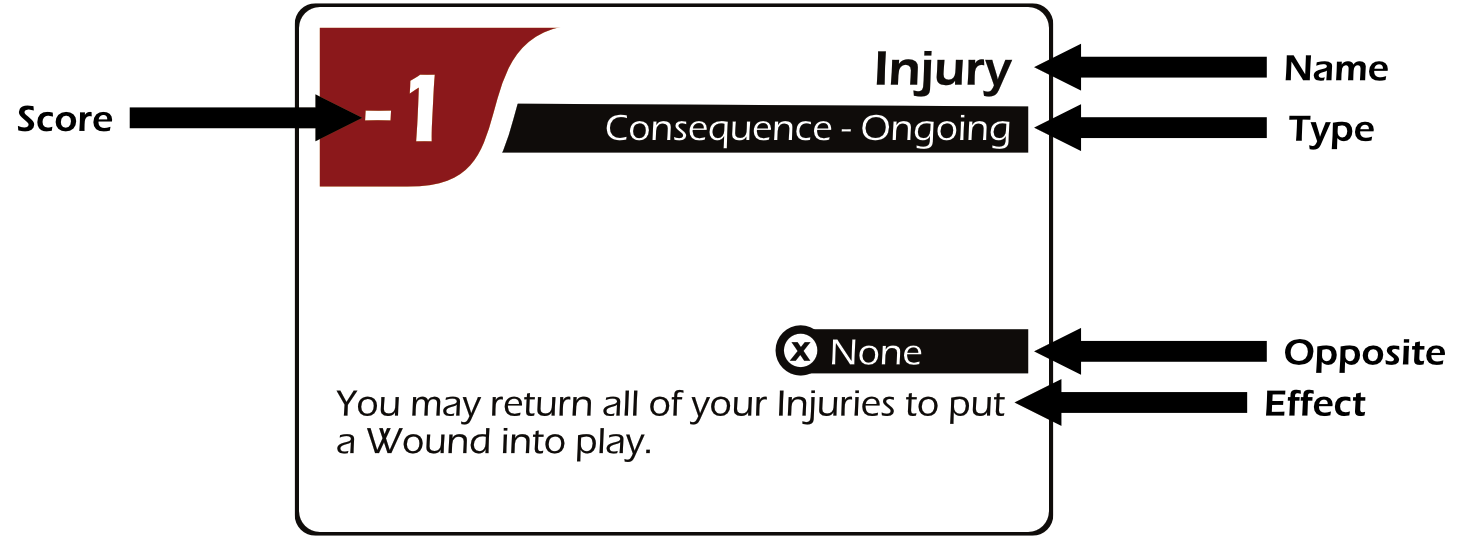 Injury
Name
Score
-1
Consequence - Ongoing
Type
X None
Opposite
You may return all of your Injuries to put
Effect
a Wound into play.